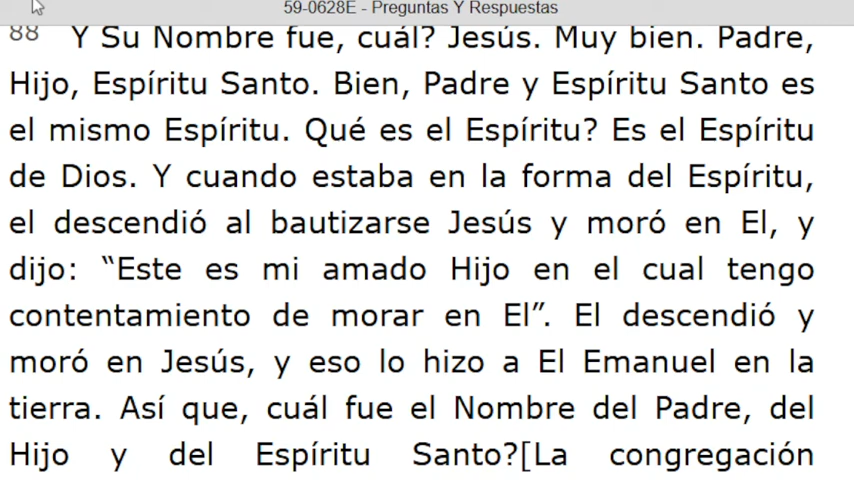 59-0628E - Preguntas Y Respuestas
88 Y Su Nombre fue, cuál? Jesús. Muy bien. Padre,
Hijo, Espíritu Santo. Bien, Padre y Espíritu Santo es
el mismo Espíritu. Qué es el Espíritu? Es el Espíritu
de Dios. Y cuando estaba en la forma del Espíritu,
el descendió al bautizarse Jesús y moró en El, y
dijo: “Este es mi amado Hijo en el cual tengo
contentamiento de morar en El”. El descendió y
moró en Jesús, y eso lo hizo a El Emanuel en la
tierra. Así que, cuál fue el Nombre del Padre, del
Hijo y del Espíritu Santo?[La congregación